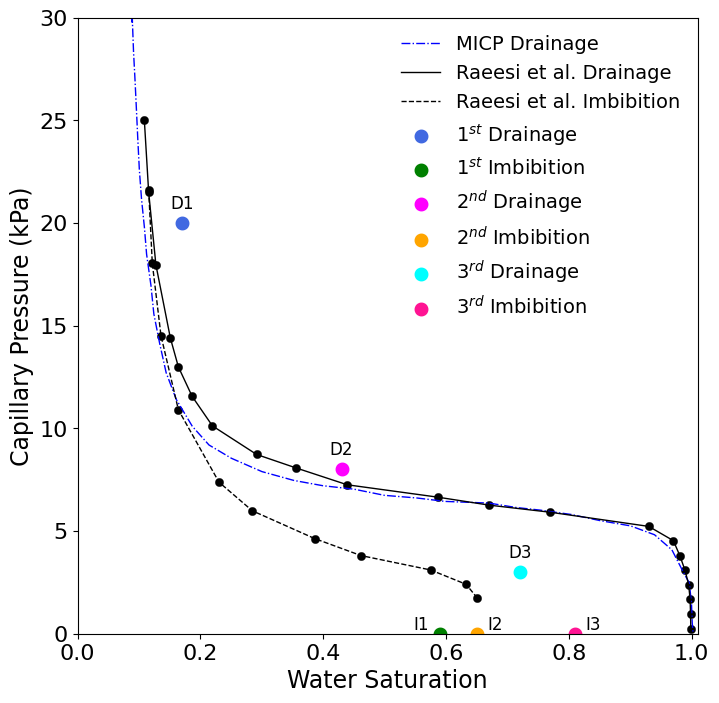 30
25
20
15
10
5
0
Capillary Pressure (kPa)
MICP Drainage
Raeesi et al. Drainage
Raeesi et al. Imbibition
1st Drainage
1st Imbibition
2nd Drainage
2nd Imbibition
3rd Drainage
3rd Imbibition
D1
D2
D3
I1
I2
I3
0.0 0.2 0.4 0.6 0.8 1.0
Water Saturation